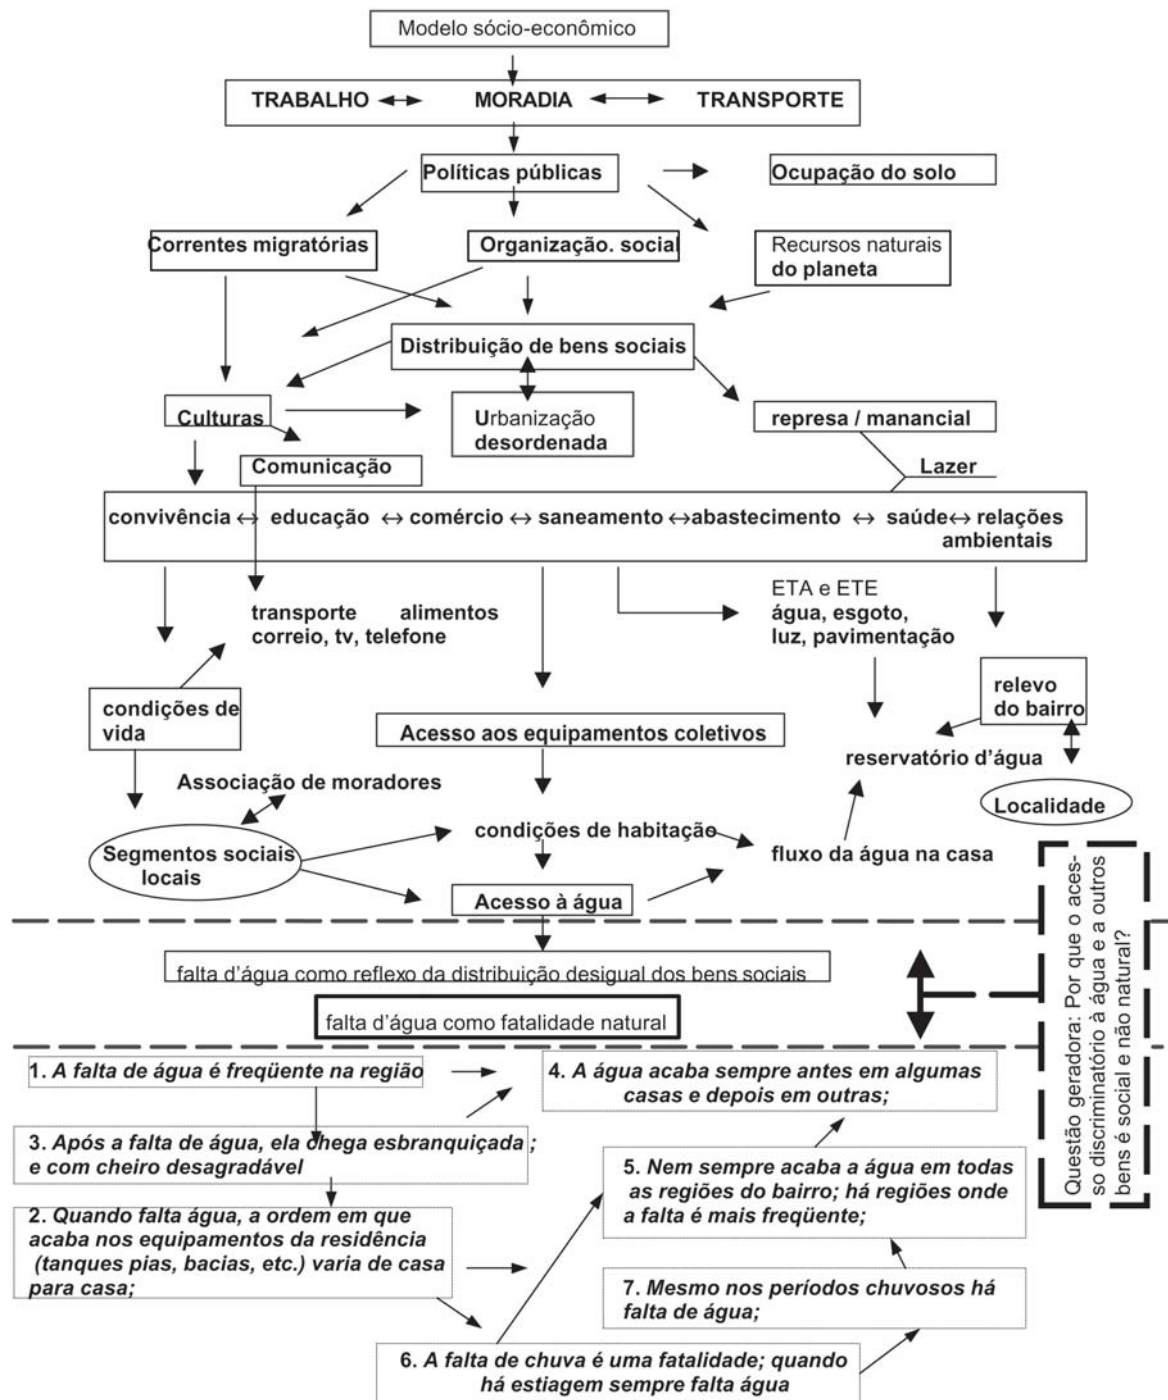 Modelo sócio-econômico
TRABALHO MORADIA TRANSPORTE
Políticas públicas
Ocupação do solo
Correntes migratórias
Organização. social
Recursos naturais
do planeta
Distribuição de bens sociais
Culturas
Urbanização
desordenada
represa / manancial
Comunicação
Lazer
convivência ↔ educação ↔ comércio ↔ saneamento ↔abastecimento ↔ saúde↔ relações
ambientais
transporte alimentos
correio, tv, telefone
ETA e ETE
água, esgoto,
luz, pavimentação
condições de
vida
relevo
do bairro
Acesso aos equipamentos coletivos
reservatório d'água
Associação de moradores
Localidade
Segmentos sociais
locais
condições de habitação
fluxo da água na casa
Acesso à água
falta d'água como reflexo da distribuição desigual dos bens sociais
falta d'água como fatalidade natural
Questão geradora: Por que o aces-
so discriminatório à água e a outros
bens é social e não natural?
1. A falta de água é freqüente na região
4. A água acaba sempre antes em algumas
casas e depois em outras;
3. Após a falta de água, ela chega esbranquiçada ;
e com cheiro desagradável
5. Nem sempre acaba a água em todas
as regiões do bairro; há regiões onde
a falta é mais freqüente;
2. Quando falta água, a ordem em que
acaba nos equipamentos da residência
(tanques pias, bacias, etc.) varia de casa
para casa;
7. Mesmo nos períodos chuvosos há
falta de água;
6. A falta de chuva é uma fatalidade; quando
há estiagem sempre falta água